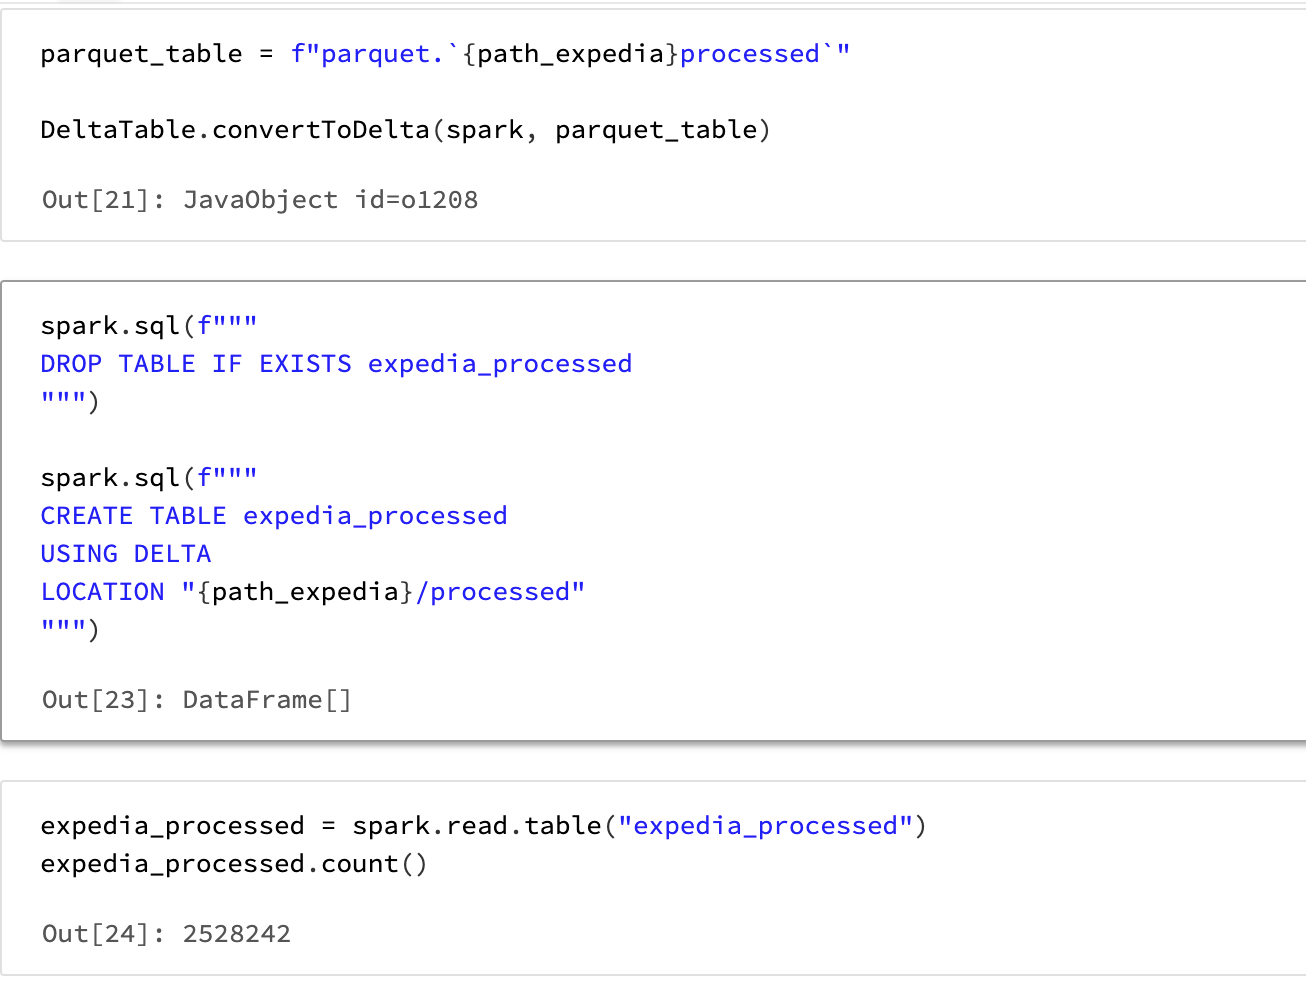 parquet_table = f"parquet.`{path_expedia}processed`"
DeltaTable.convertToDelta(spark, parquet_table)
Out[21]: JavaObject id=o1208
spark.sql(f"""
DROP TABLE IF EXISTS expedia_processed
""")
spark.sql(f"""
CREATE TABLE expedia_processed
USING DELTA
LOCATION "{path_expedia}/processed"
""")
Out[23]: DataFrame[]
expedia_processed = spark.read.table("expedia_processed")
expedia_processed.count()
Out[24]: 2528242